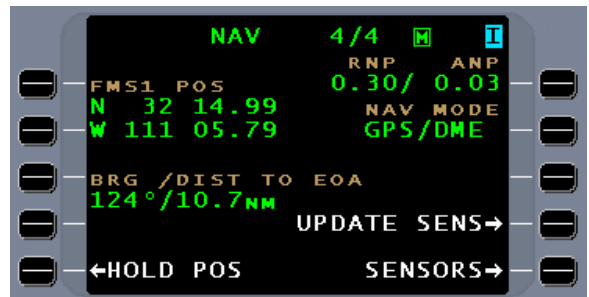 NAV 4/4 M I
RNP ANP
FMS1 POS 0.30/ 0.03
N 32 14.99 NAV MODE
W 111 05.79 GPS/DME
BRG /DIST TO EOA
124°/10.7NM
UPDATE SENS→
←HOLD POS SENSORS→